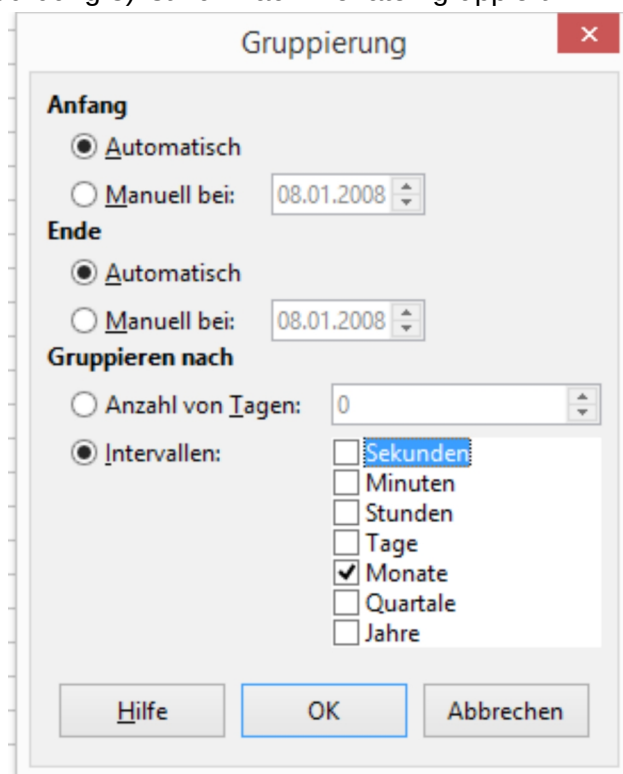 Gruppierung
Anfang
Automatisch
Manuell bei: 08.01.2008
Ende
Automatisch
Manuell bei: 08.01.2008
Gruppieren nach
Anzahl von Tagen: 0
Intervallen: Sekunden
Minuten
Stunden
Tage
Monate
Quartale
Jahre
Hilfe OK Abbrechen